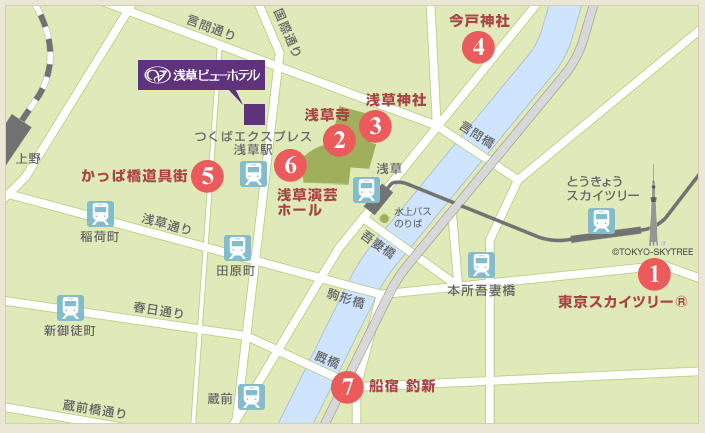 今戸神社
4
言問通り
国際通り
浅草ビューホテル
浅草神社
浅草寺
3
2
言問橋
つくばエクスプレス
浅草駅
上野
かっぱ橋道具街
5
6
浅草
とうきょう
スカイツリー
浅草演芸
ホール
水上バス
のりば
稲荷町
浅草通り
吾妻橋
©TOKYO-SKYTREE
田原町
1
本所吾妻橋
東京スカイツリー®
駒形橋
春日通り
新御徒町
厩橋
7
船宿 釣新
蔵前
蔵前橋通り